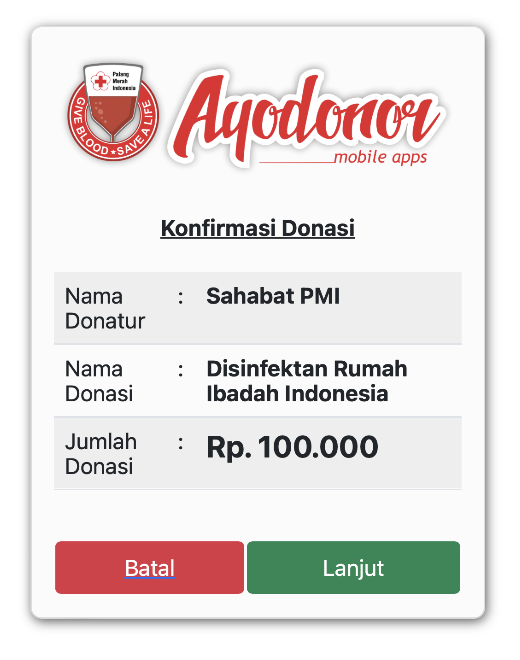 Palang
Merah
Indonesia
GIVE BLOOD ★ SAVE A LIFE
Ayodonor
mobile apps
Konfirmasi Donasi
Nama Donatur : Sahabat PMI
Nama Donasi : Disinfektan Rumah Ibadah Indonesia
Jumlah Donasi : Rp. 100.000
Batal
Lanjut